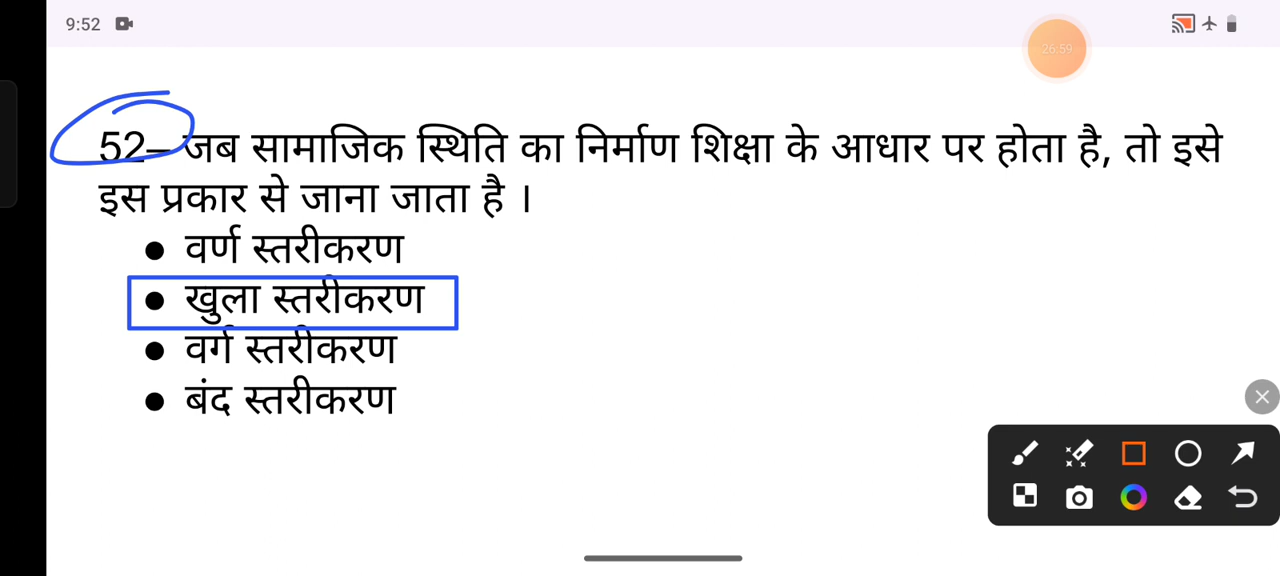 9:52
26:59
52– जब सामाजिक स्थिति का निर्माण शिक्षा के आधार पर होता है, तो इसे
इस प्रकार से जाना जाता है ।
● वर्ण स्तरीकरण
● खुला स्तरीकरण
● वर्ग स्तरीकरण
● बंद स्तरीकरण